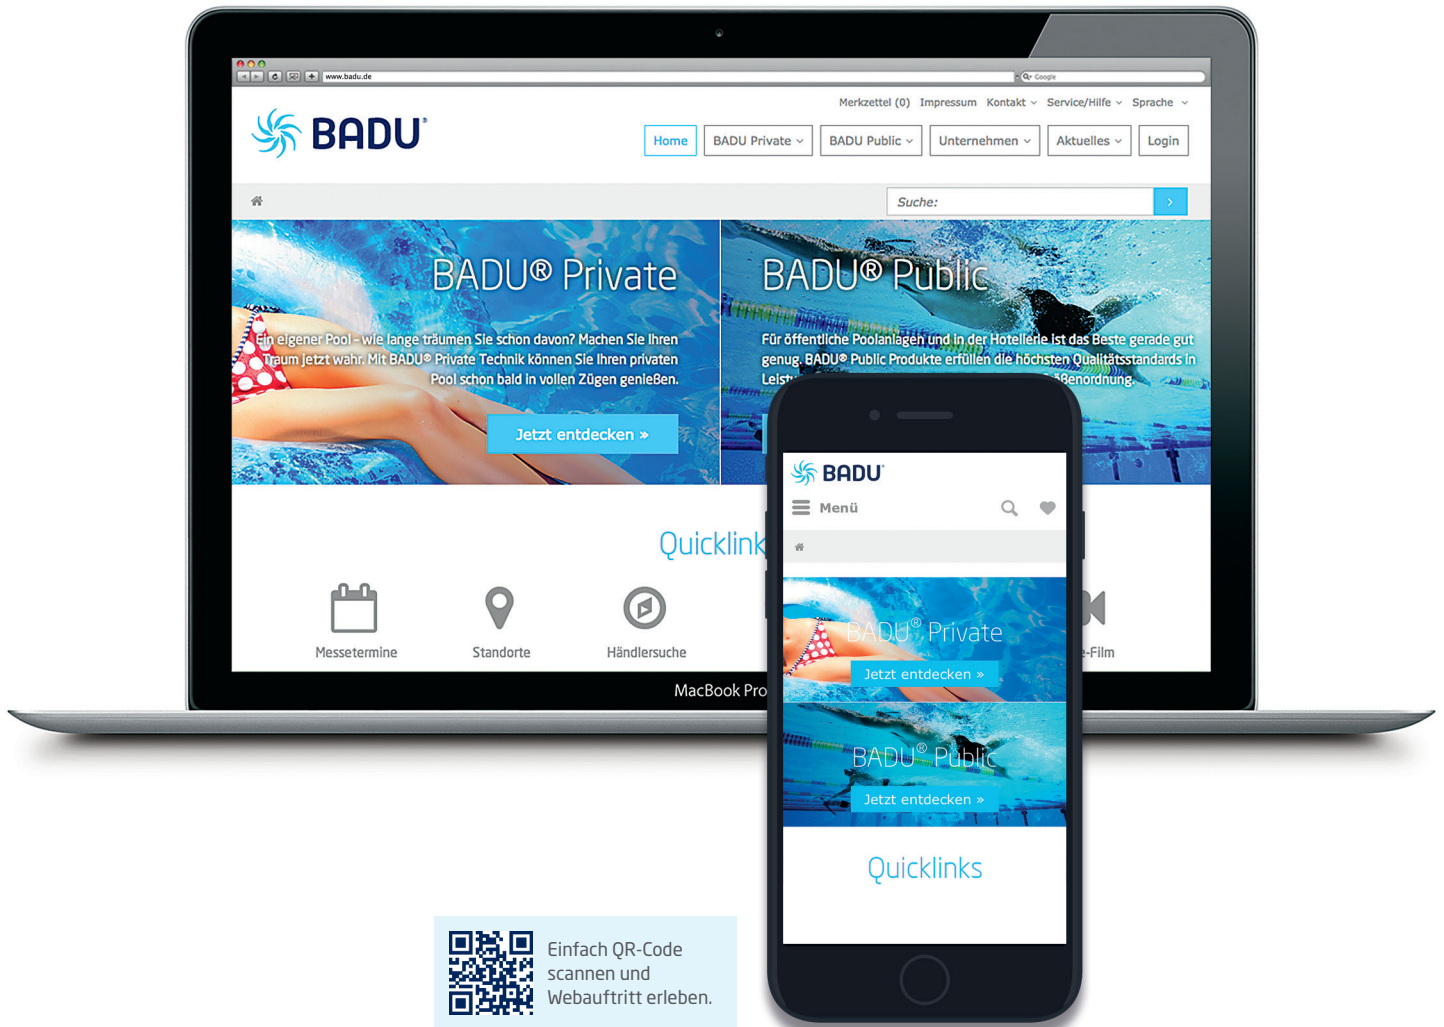 www.badu.de
Google
Merkzettel (0) Impressum Kontakt Service/Hilfe Sprache
BADU®
Home BADU Private BADU Public Unternehmen Aktuelles Login
Suche:
BADU® Private
Ein eigener Pool – wie lange träumen Sie schon davon? Machen Sie Ihren
Traum jetzt wahr. Mit BADU® Private Technik können Sie Ihren privaten
Pool schon bald in vollen Zügen genießen.
Jetzt entdecken »
BADU® Public
Für öffentliche Poolanlagen und in der Hotellerie ist das Beste gerade gut
genug. BADU® Public Produkte erfüllen die höchsten Qualitätsstandards in
ößenordnung.
Quicklink
Messetermine
Standorte
Händlersuche
e-Film
MacBook Pro
BADU®
Menü
BADU® Private
Jetzt entdecken »
BADU® Public
Jetzt entdecken »
Quicklinks
Einfach QR-Code
scannen und
Webauftritt erleben.